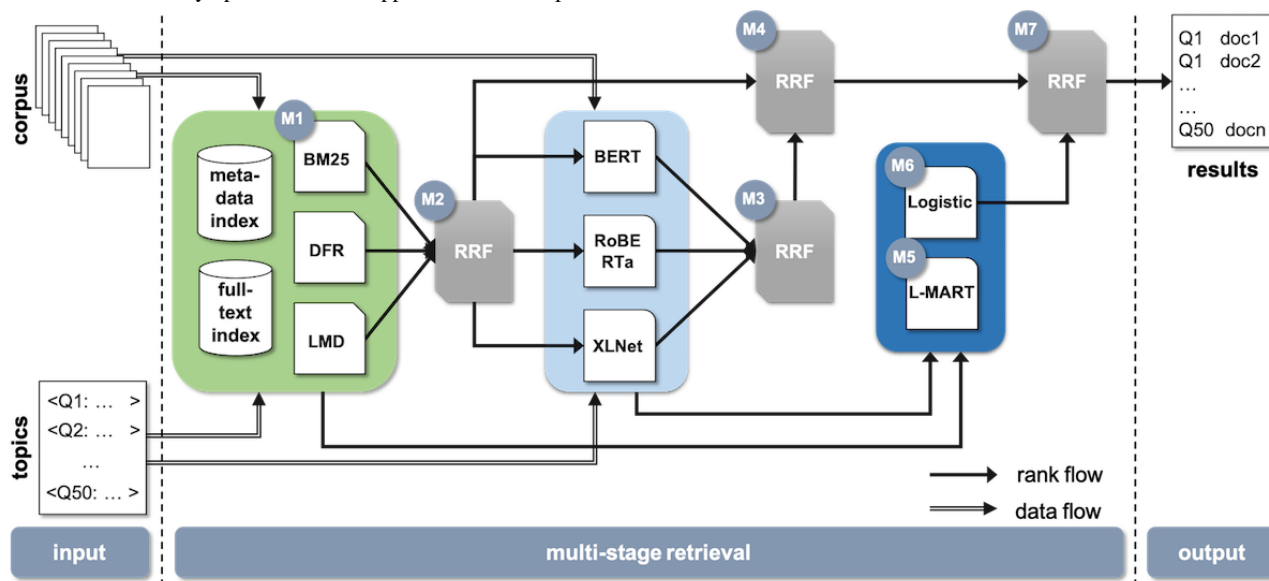 corpus
M1
BM25
meta-
data
index
DFR
full-
text
index
LMD
M2
RRF
BERT
RoBE
RTa
XLNet
M3
RRF
M4
RRF
M6
Logistic
M5
L-MART
M7
RRF
Q1 doc1
Q1 doc2
...
...
Q50 docn
results
topics
<Q1: ... >
<Q2: ... >
...
<Q50: ... >
rank flow
data flow
input
multi-stage retrieval
output